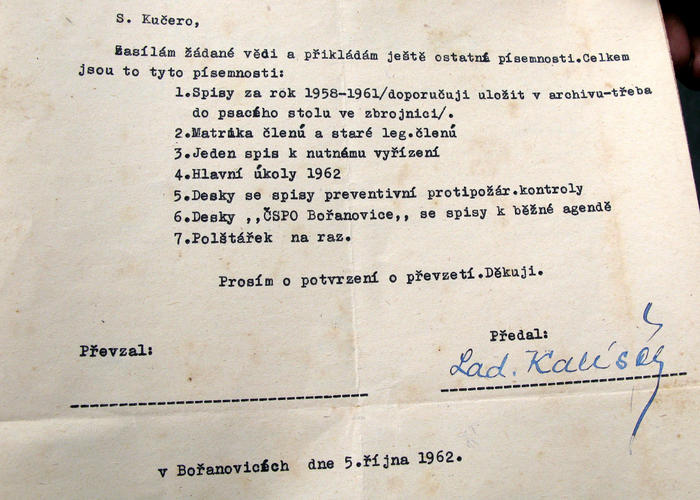 S. Kučero,
Zasílám žádané vědi a přikládám ještě ostatní písemnosti.Celkem
jsou to tyto písemnosti:
1.Spisy za rok 1958-1961/doporučuji uložit v archivu-třeba
do psacího stolu ve zbrojnici/.
2.Matrika členů a staré leg.členů
3.Jeden spis k nutnému vyřízení
4.Hlavní úkoly 1962
5.Desky se spisy preventivní protipožár.kontroly
6.Desky ,,ČSPO Bořanovice,, se spisy k běžné agendě
7.Polštářek na raz.
Prosím o potvrzení o převzetí.Děkuji.
Převzal:
Předal:
Lad.
v Bořanovicích dne 5.října 1962.